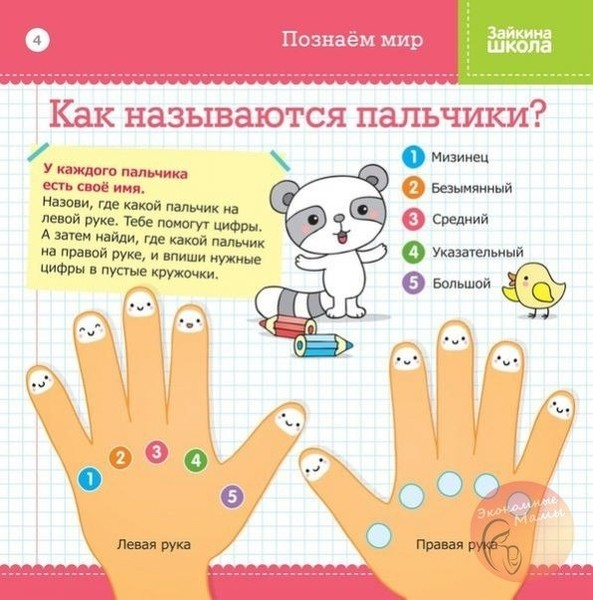 4
Познаём мир
Зайкина
школа
Как называются пальчики?
У каждого пальчика
есть своё имя.
Назови, где какой пальчик на
левой руке. Тебе помогут цифры.
А затем найди, где какой пальчик
на правой руке, и впиши нужные
цифры в пустые кружочки.
1 Мизинец
2 Безымянный
3 Средний
4 Указательный
5 Большой
1 2 3 4 5
Левая рука
Правая рука
Экономные
Мамы